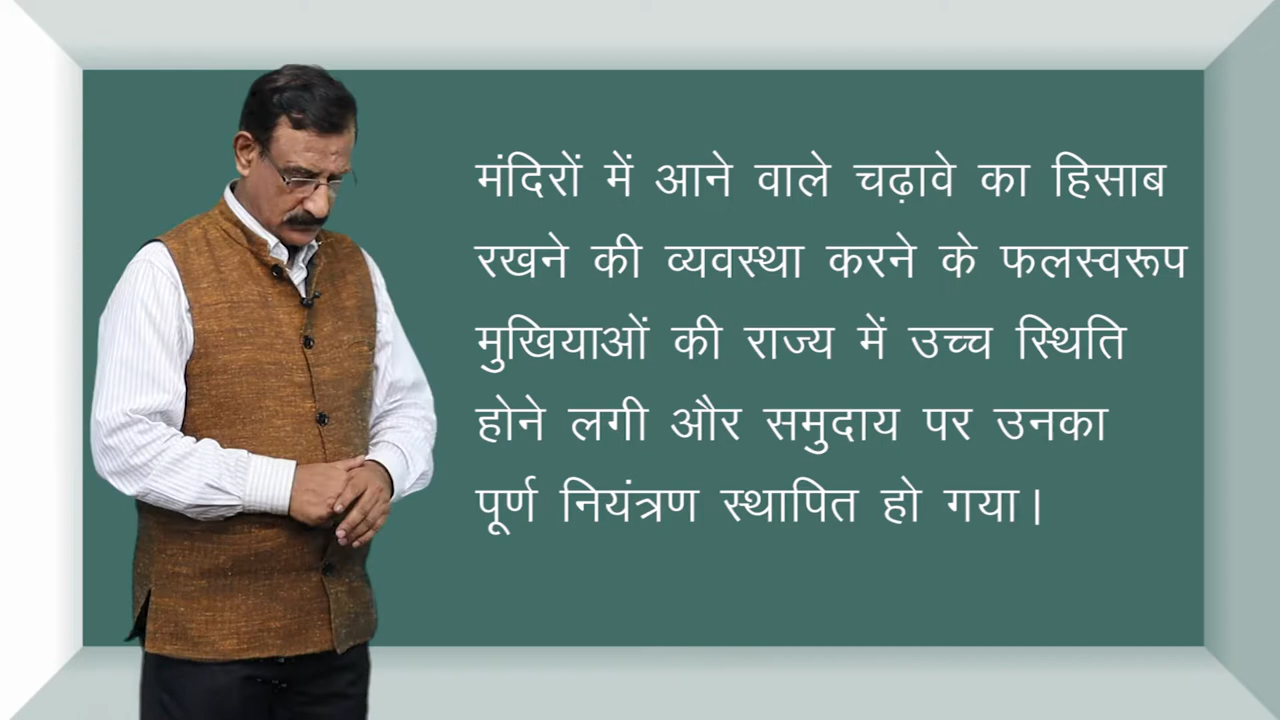 मंदिरों में आने वाले चढ़ावे का हिसाब
रखने की व्यवस्था करने के फलस्वरूप
मुखियाओं की राज्य में उच्च स्थिति
होने लगी और समुदाय पर उनका
पूर्ण नियंत्रण स्थापित हो गया।